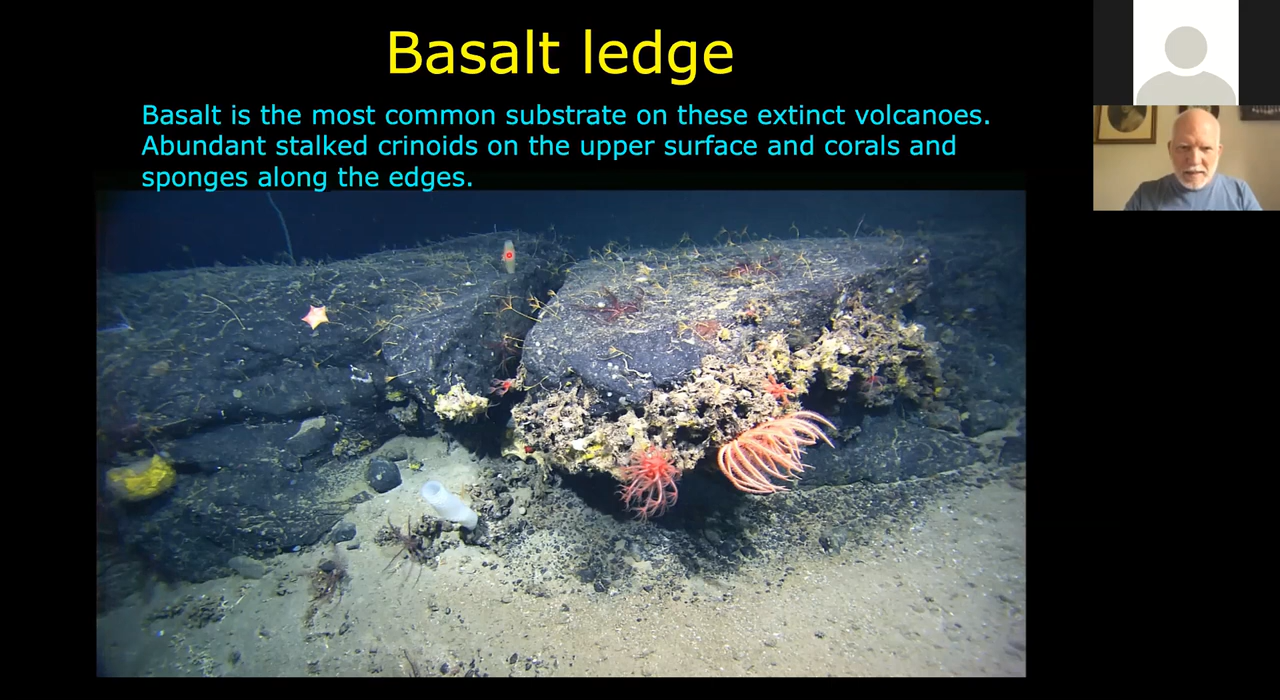 Basalt ledge
Basalt is the most common substrate on these extinct volcanoes.
Abundant stalked crinoids on the upper surface and corals and
sponges along the edges.